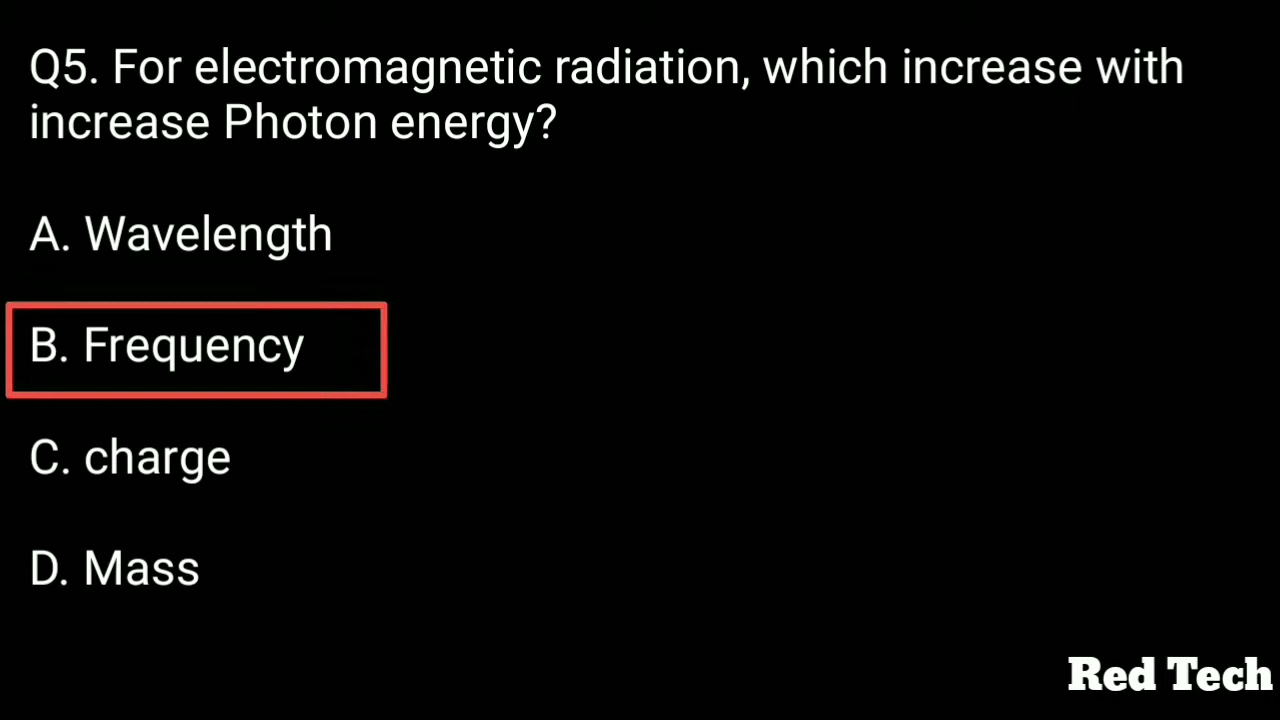 Q5. For electromagnetic radiation, which increase with
increase Photon energy?
A. Wavelength
B. Frequency
C. charge
D. Mass
Red Tech